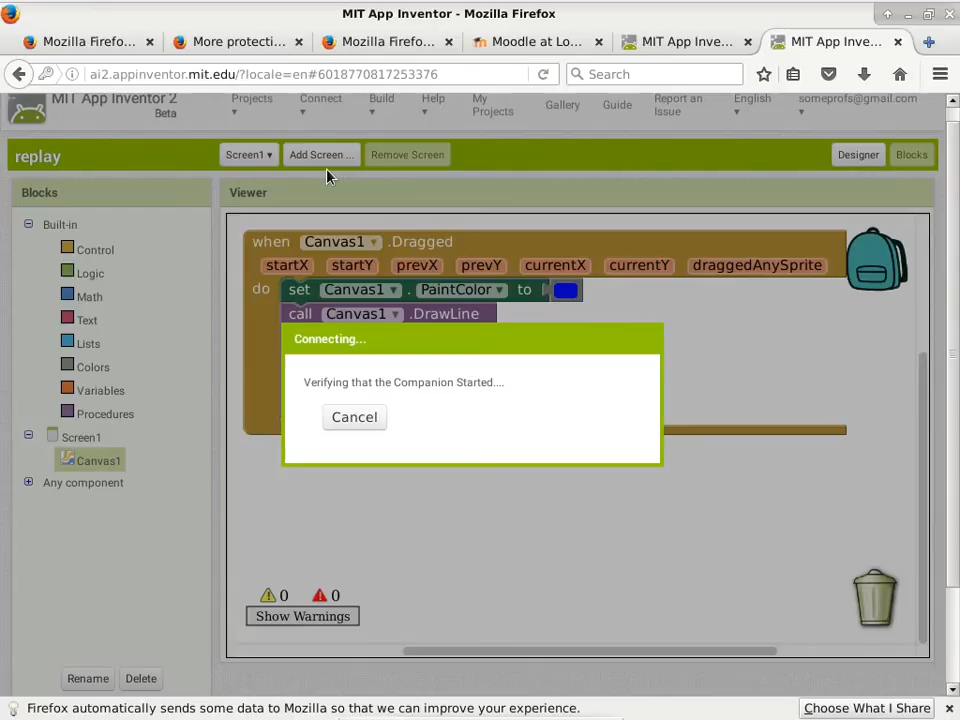 MIT App Inventor - Mozilla Firefox
Mozilla Firefo...
More protecti...
Mozilla Firefo...
Moodle at Lo...
MIT App Inve...
MIT App Inve...
ai2.appinventor.mit.edu/?locale=en#6018770817253376
Search
MIT App Inventor 2
Beta
Projects
Connect
Build
Help
My Projects
Gallery
Guide
Report an Issue
English
someprofs@gmail.com
replay
Screen1
Add Screen ...
Remove Screen
Designer
Blocks
Blocks
Viewer
Built-in
Control
Logic
Math
Text
Lists
Colors
Variables
Procedures
Screen1
Canvas1
Any component
Rename
Delete
when Canvas1 .Dragged
startX startY prevX prevY currentX currentY draggedAnySprite
do set Canvas1 . PaintColor to
call Canvas1 .DrawLine
Connecting...
Verifying that the Companion Started....
Cancel
0 0
Show Warnings
Firefox automatically sends some data to Mozilla so that we can improve your experience.
Choose What I Share